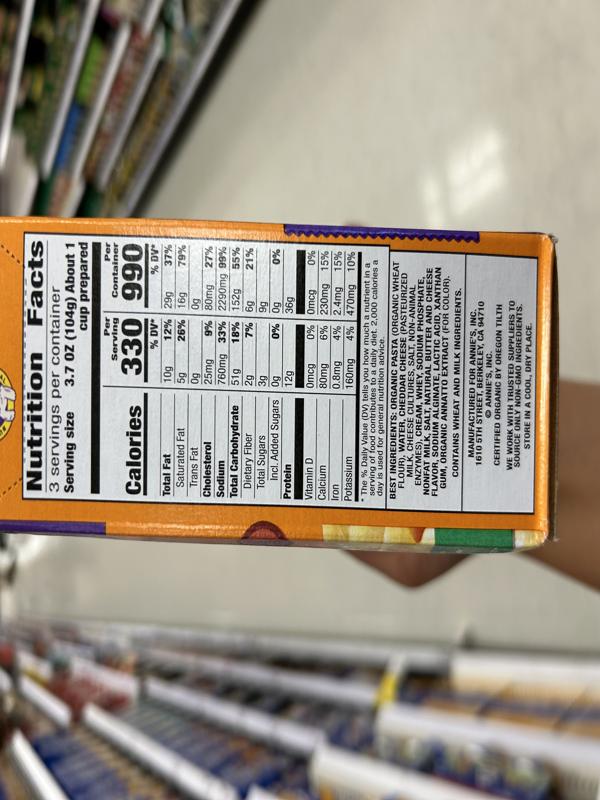 Nutrition Facts
3 servings per container
Serving size 3.7 OZ (104g) About 1
cup prepared
Per Serving Per Container
Calories 330 990
% DV* % DV*
Total Fat 10g 12% 29g 37%
Saturated Fat 5g 26% 16g 79%
Trans Fat 0g 0g
Cholesterol 25mg 9% 80mg 27%
Sodium 760mg 33% 2290mg 99%
Total Carbohydrate 51g 18% 152g 55%
Dietary Fiber 2g 7% 6g 21%
Total Sugars 3g 9g
Incl. Added Sugars 0g 0% 0g 0%
Protein 12g 36g
Vitamin D 0mcg 0% 0mcg 0%
Calcium 80mg 6% 230mg 15%
Iron 0.8mg 4% 2.4mg 15%
Potassium 160mg 4% 470mg 10%
* The % Daily Value (DV) tells you how much a nutrient in a
serving of food contributes to a daily diet. 2,000 calories a
day is used for general nutrition advice.
BEST INGREDIENTS: ORGANIC PASTA (ORGANIC WHEAT
FLOUR), WATER, CHEDDAR CHEESE (PASTEURIZED
MILK, CHEESE CULTURES, SALT, NON-ANIMAL
ENZYMES), CREAM, WHEY, SODIUM PHOSPHATE,
NONFAT MILK, SALT, NATURAL BUTTER AND CHEESE
FLAVOR, SODIUM ALGINATE, LACTIC ACID, XANTHAN
GUM, ORGANIC ANNATTO EXTRACT (FOR COLOR).
CONTAINS WHEAT AND MILK INGREDIENTS.
MANUFACTURED FOR ANNIE'S, INC.
1610 5TH STREET, BERKELEY, CA 94710
© ANNIE'S, INC.
CERTIFIED ORGANIC BY OREGON TILTH
WE WORK WITH TRUSTED SUPPLIERS TO
SOURCE ONLY NON-GMO INGREDIENTS.
STORE IN A COOL, DRY PLACE.